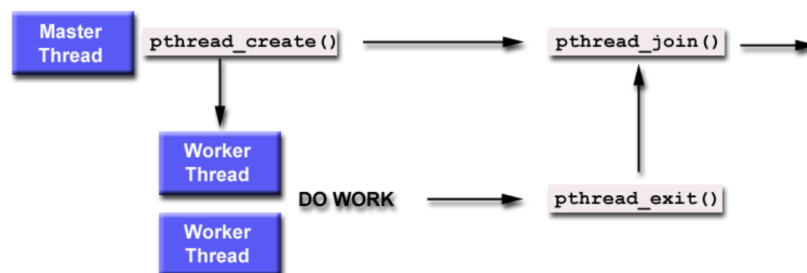 Master
Thread
pthread_create()
pthread_join()
Worker
Thread
DO WORK
pthread_exit()
Worker
Thread